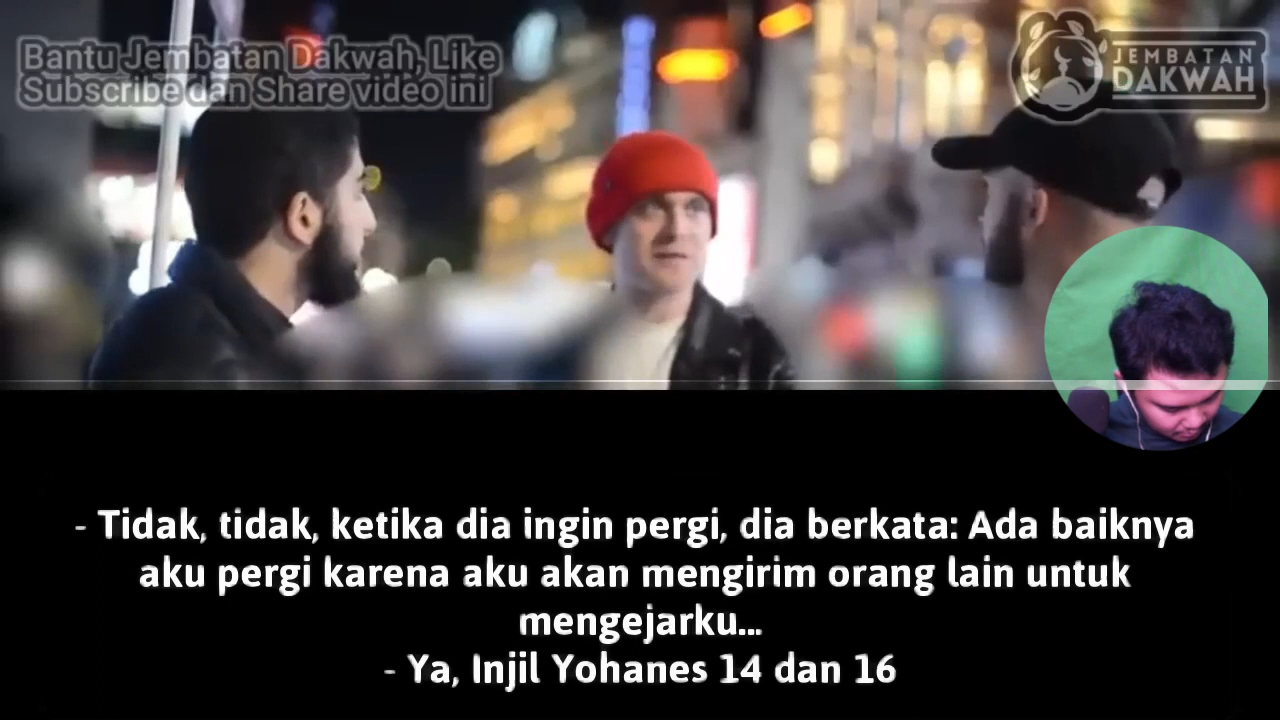 Bantu Jembatan Dakwah, Like
Subscribe dan Share video ini
JEMBATAN
DAKWAH
- Tidak, tidak, ketika dia ingin pergi, dia berkata: Ada baiknya
aku pergi karena aku akan mengirim orang lain untuk
mengejarku...
- Ya, Injil Yohanes 14 dan 16